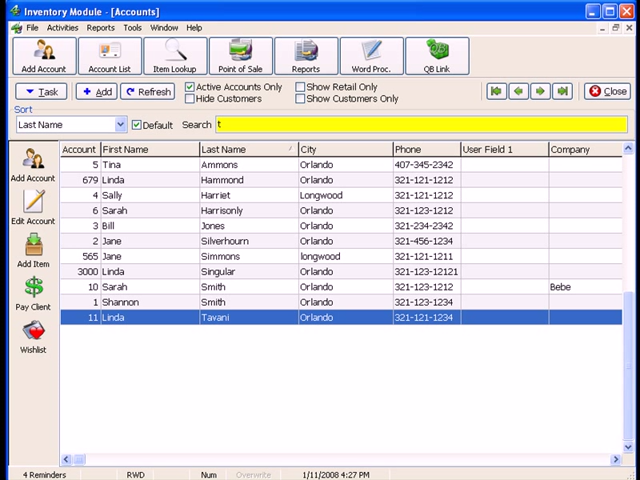 Inventory Module - [Accounts]
File Activities Reports Tools Window Help
Add Account Account List Item Lookup Point of Sale Reports Word Proc. QB Link
Task Add Refresh Active Accounts Only Show Retail Only Close
Hide Customers Show Customers Only
Sort
Last Name Default Search t
Account First Name Last Name City Phone User Field 1 Company
5 Tina Ammons Orlando 407-345-2342
679 Linda Hammond Orlando 321-121-1212
4 Sally Harriet Longwood 321-121-1212
6 Sarah Harrisonly Orlando 321-123-1212
3 Bill Jones Orlando 321-234-2342
2 Jane Silverhourn Orlando 321-456-1234
565 Jane Simmons longwood 321-121-1211
3000 Linda Singular Orlando 321-123-12121
10 Sarah Smith Orlando 321-123-1212 Bebe
1 Shannon Smith Orlando 321-123-1234
11 Linda Tavani Orlando 321-121-1234
Add Account
Edit Account
Add Item
Pay Client
Wishlist
4 Reminders RWD Num Overwrite 1/11/2008 4:27 PM